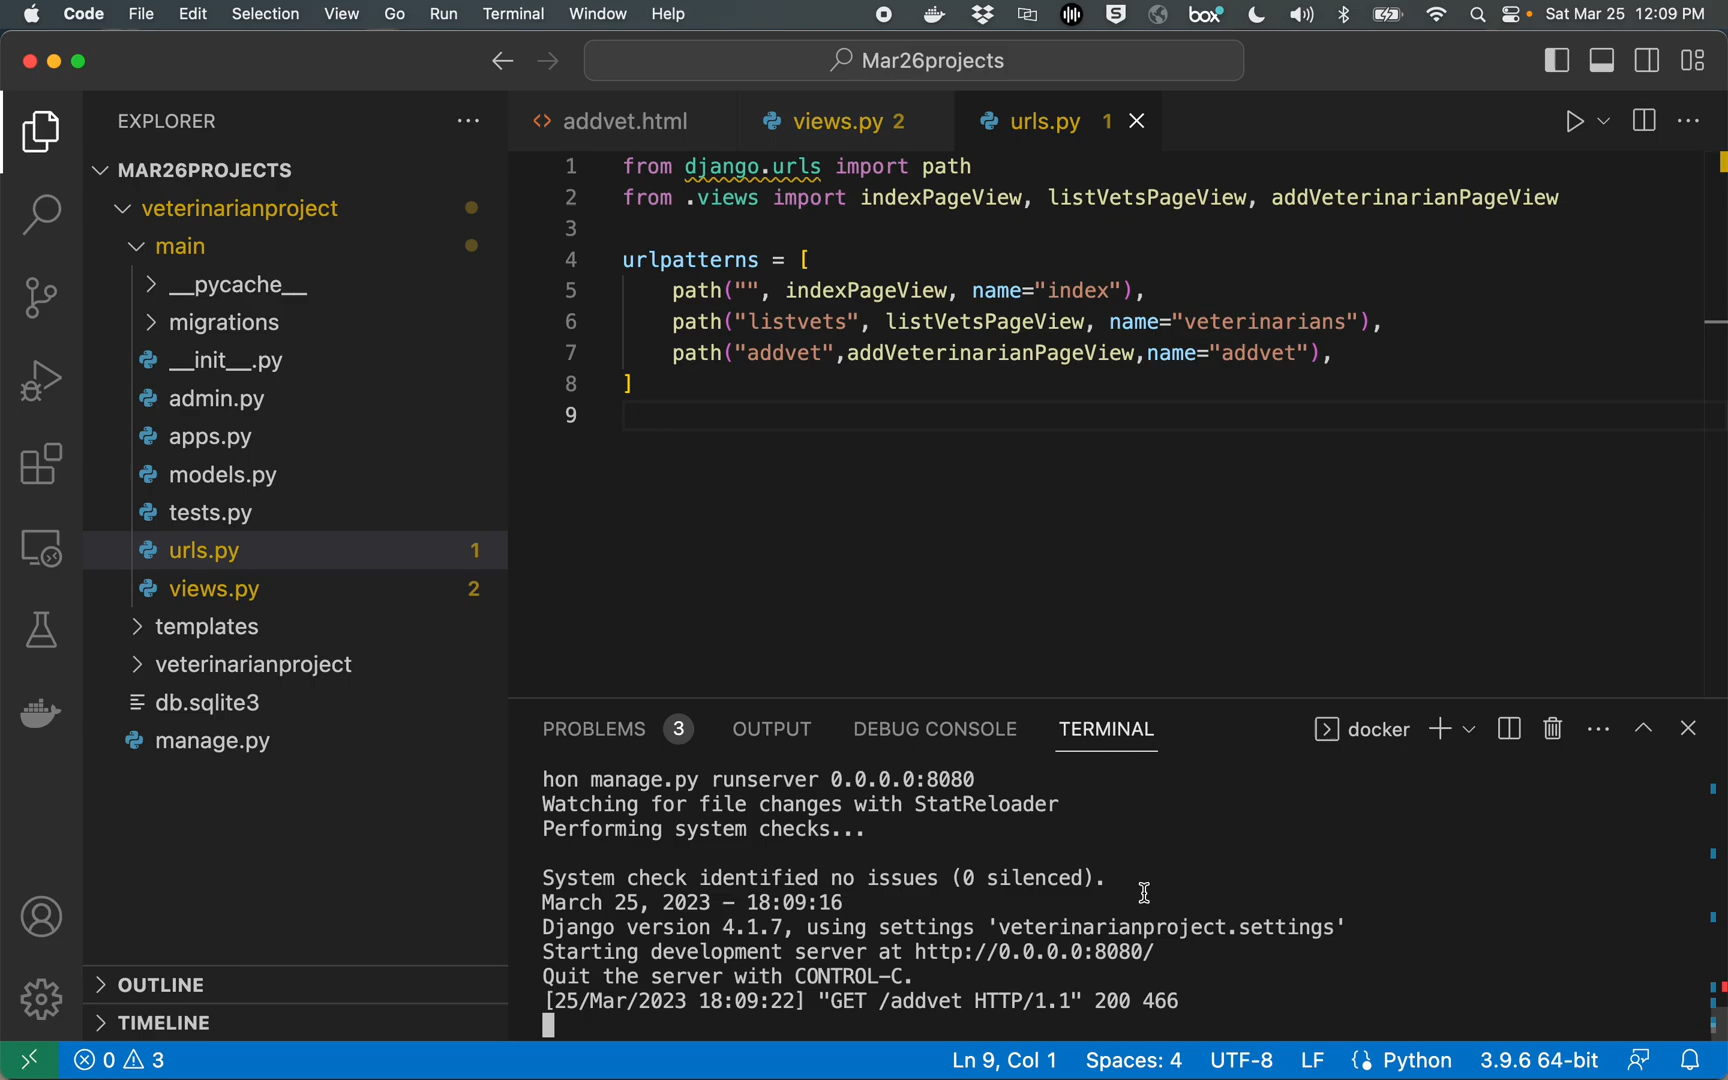 Code File Edit Selection View Go Run Terminal Window Help box Sat Mar 25 12:09 PM
Mar26projects
EXPLORER
addvet.html views.py 2 urls.py 1
MAR26PROJECTS
veterinarianproject
main
__pycache__
migrations
__init__.py
admin.py
apps.py
models.py
tests.py
urls.py 1
views.py 2
templates
veterinarianproject
db.sqlite3
manage.py
OUTLINE
TIMELINE
1 from django.urls import path
2 from .views import indexPageView, listVetsPageView, addVeterinarianPageView
3
4 urlpatterns = [
5 path("", indexPageView, name="index"),
6 path("listvets", listVetsPageView, name="veterinarians"),
7 path("addvet",addVeterinarianPageView,name="addvet"),
8 ]
9
PROBLEMS 3 OUTPUT DEBUG CONSOLE TERMINAL docker
hon manage.py runserver 0.0.0.0:8080
Watching for file changes with StatReloader
Performing system checks...
System check identified no issues (0 silenced).
March 25, 2023 - 18:09:16
Django version 4.1.7, using settings 'veterinarianproject.settings'
Starting development server at http://0.0.0.0:8080/
Quit the server with CONTROL-C.
[25/Mar/2023 18:09:22] "GET /addvet HTTP/1.1" 200 466
0 3 Ln 9, Col 1 Spaces: 4 UTF-8 LF Python 3.9.6 64-bit